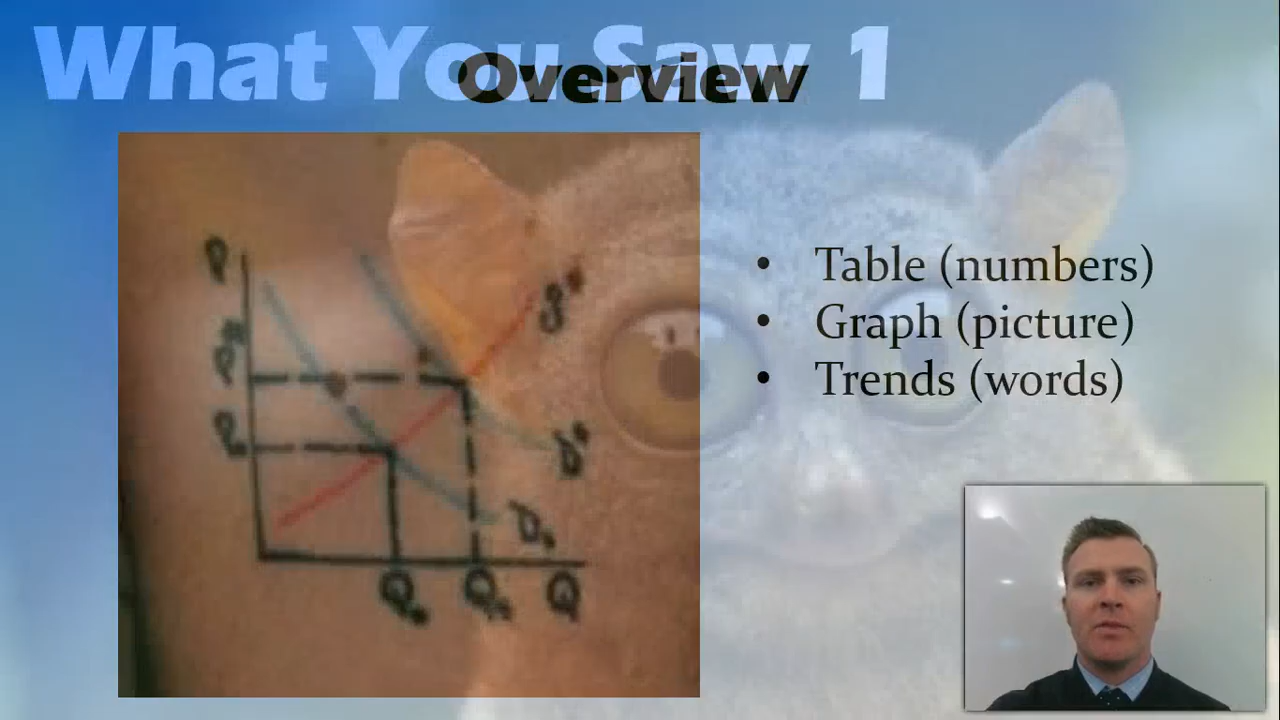 What You Saw 1
Overview
Table (numbers)
Graph (picture)
Trends (words)
P
Q